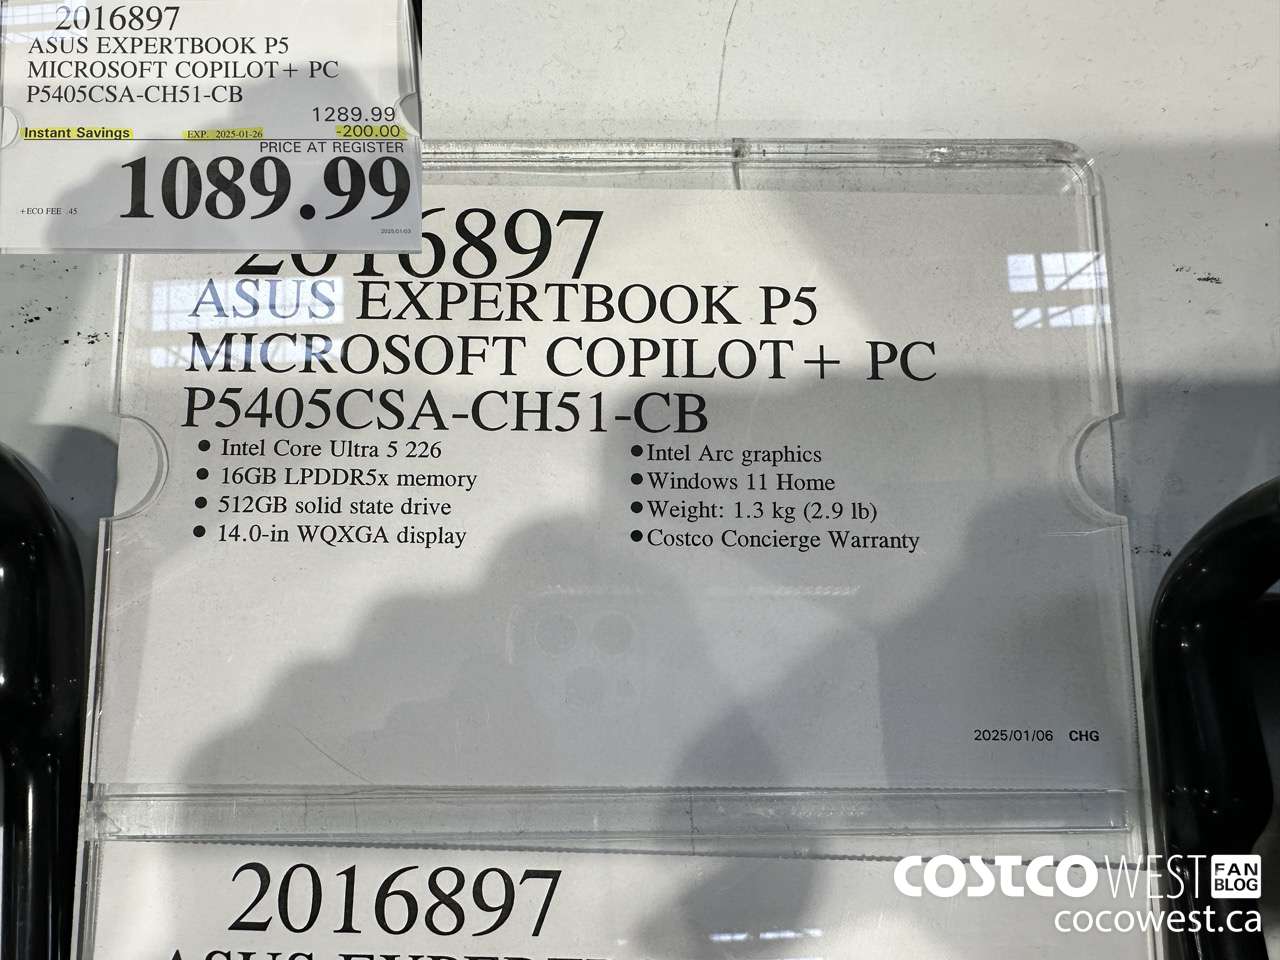 2016897
ASUS EXPERTBOOK P5
MICROSOFT COPILOT+ PC
P5405CSA-CH51-CB
1289.99
Instant Savings EXP. 2025-01-26 -200.00
PRICE AT REGISTER
1089.99
+ECO FEE .45
2025/01/03
2016897
ASUS EXPERTBOOK P5
MICROSOFT COPILOT+ PC
P5405CSA-CH51-CB
• Intel Core Ultra 5 226
• 16GB LPDDR5x memory
• 512GB solid state drive
• 14.0-in WQXGA display
• Intel Arc graphics
• Windows 11 Home
• Weight: 1.3 kg (2.9 lb)
• Costco Concierge Warranty
2025/01/06 CHG
2016897
ASUS EXPERTBOOK
COSTCO WEST FAN BLOG
cocowest.ca